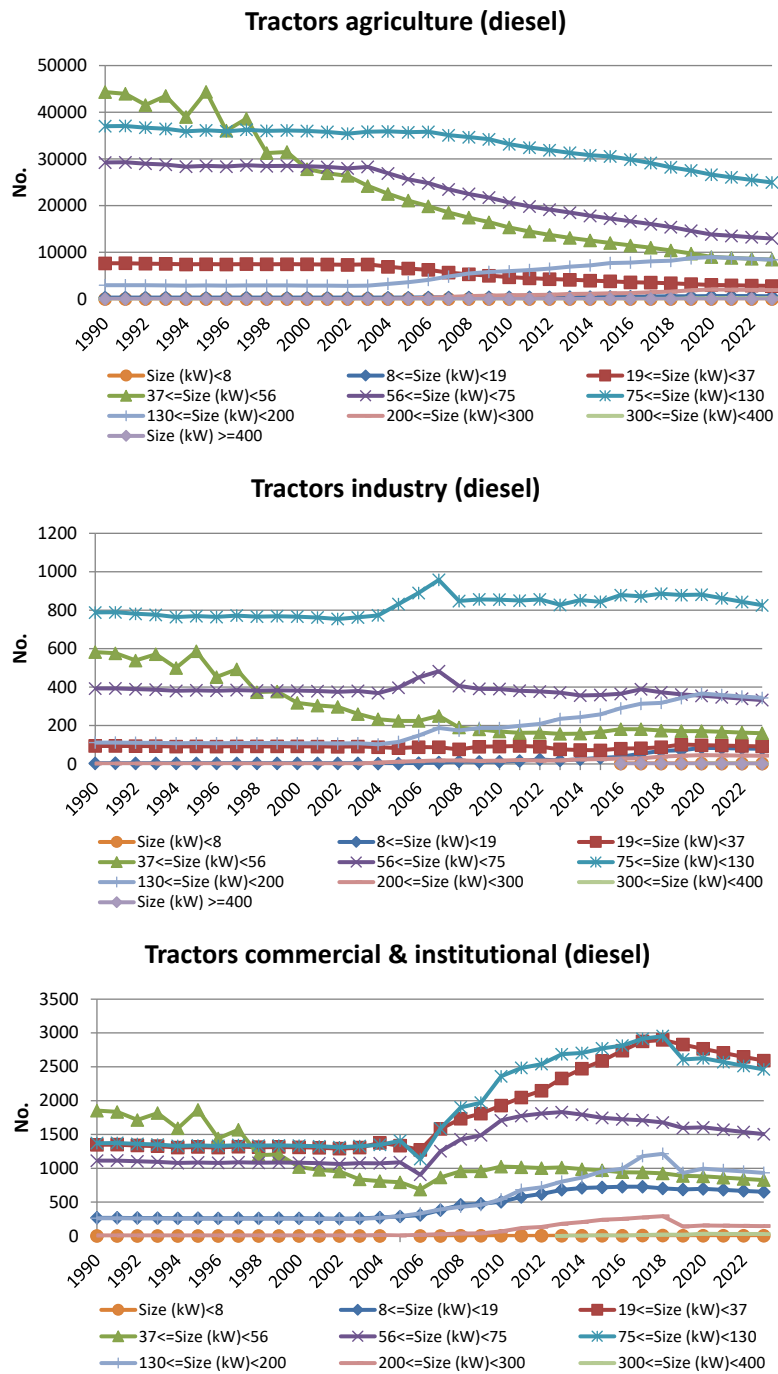 Tractors agriculture (diesel)
50000
40000
30000
20000
10000
0
No.
1990 1992 1994 1996 1998 2000 2002 2004 2006 2008 2010 2012 2014 2016 2018 2020 2022
Size (kW)<8 8<=Size (kW)<19 19<=Size (kW)<37
37<=Size (kW)<56 56<=Size (kW)<75 75<=Size (kW)<130
130<=Size (kW)<200 200<=Size (kW)<300 300<=Size (kW)<400
Size (kW) >=400
Tractors industry (diesel)
1200
1000
800
600
400
200
0
No.
1990 1992 1994 1996 1998 2000 2002 2004 2006 2008 2010 2012 2014 2016 2018 2020 2022
Size (kW)<8 8<=Size (kW)<19 19<=Size (kW)<37
37<=Size (kW)<56 56<=Size (kW)<75 75<=Size (kW)<130
130<=Size (kW)<200 200<=Size (kW)<300 300<=Size (kW)<400
Size (kW) >=400
Tractors commercial & institutional (diesel)
3500
3000
2500
2000
1500
1000
500
0
No.
1990 1992 1994 1996 1998 2000 2002 2004 2006 2008 2010 2012 2014 2016 2018 2020 2022
Size (kW)<8 8<=Size (kW)<19 19<=Size (kW)<37
37<=Size (kW)<56 56<=Size (kW)<75 75<=Size (kW)<130
130<=Size (kW)<200 200<=Size (kW)<300 300<=Size (kW)<400